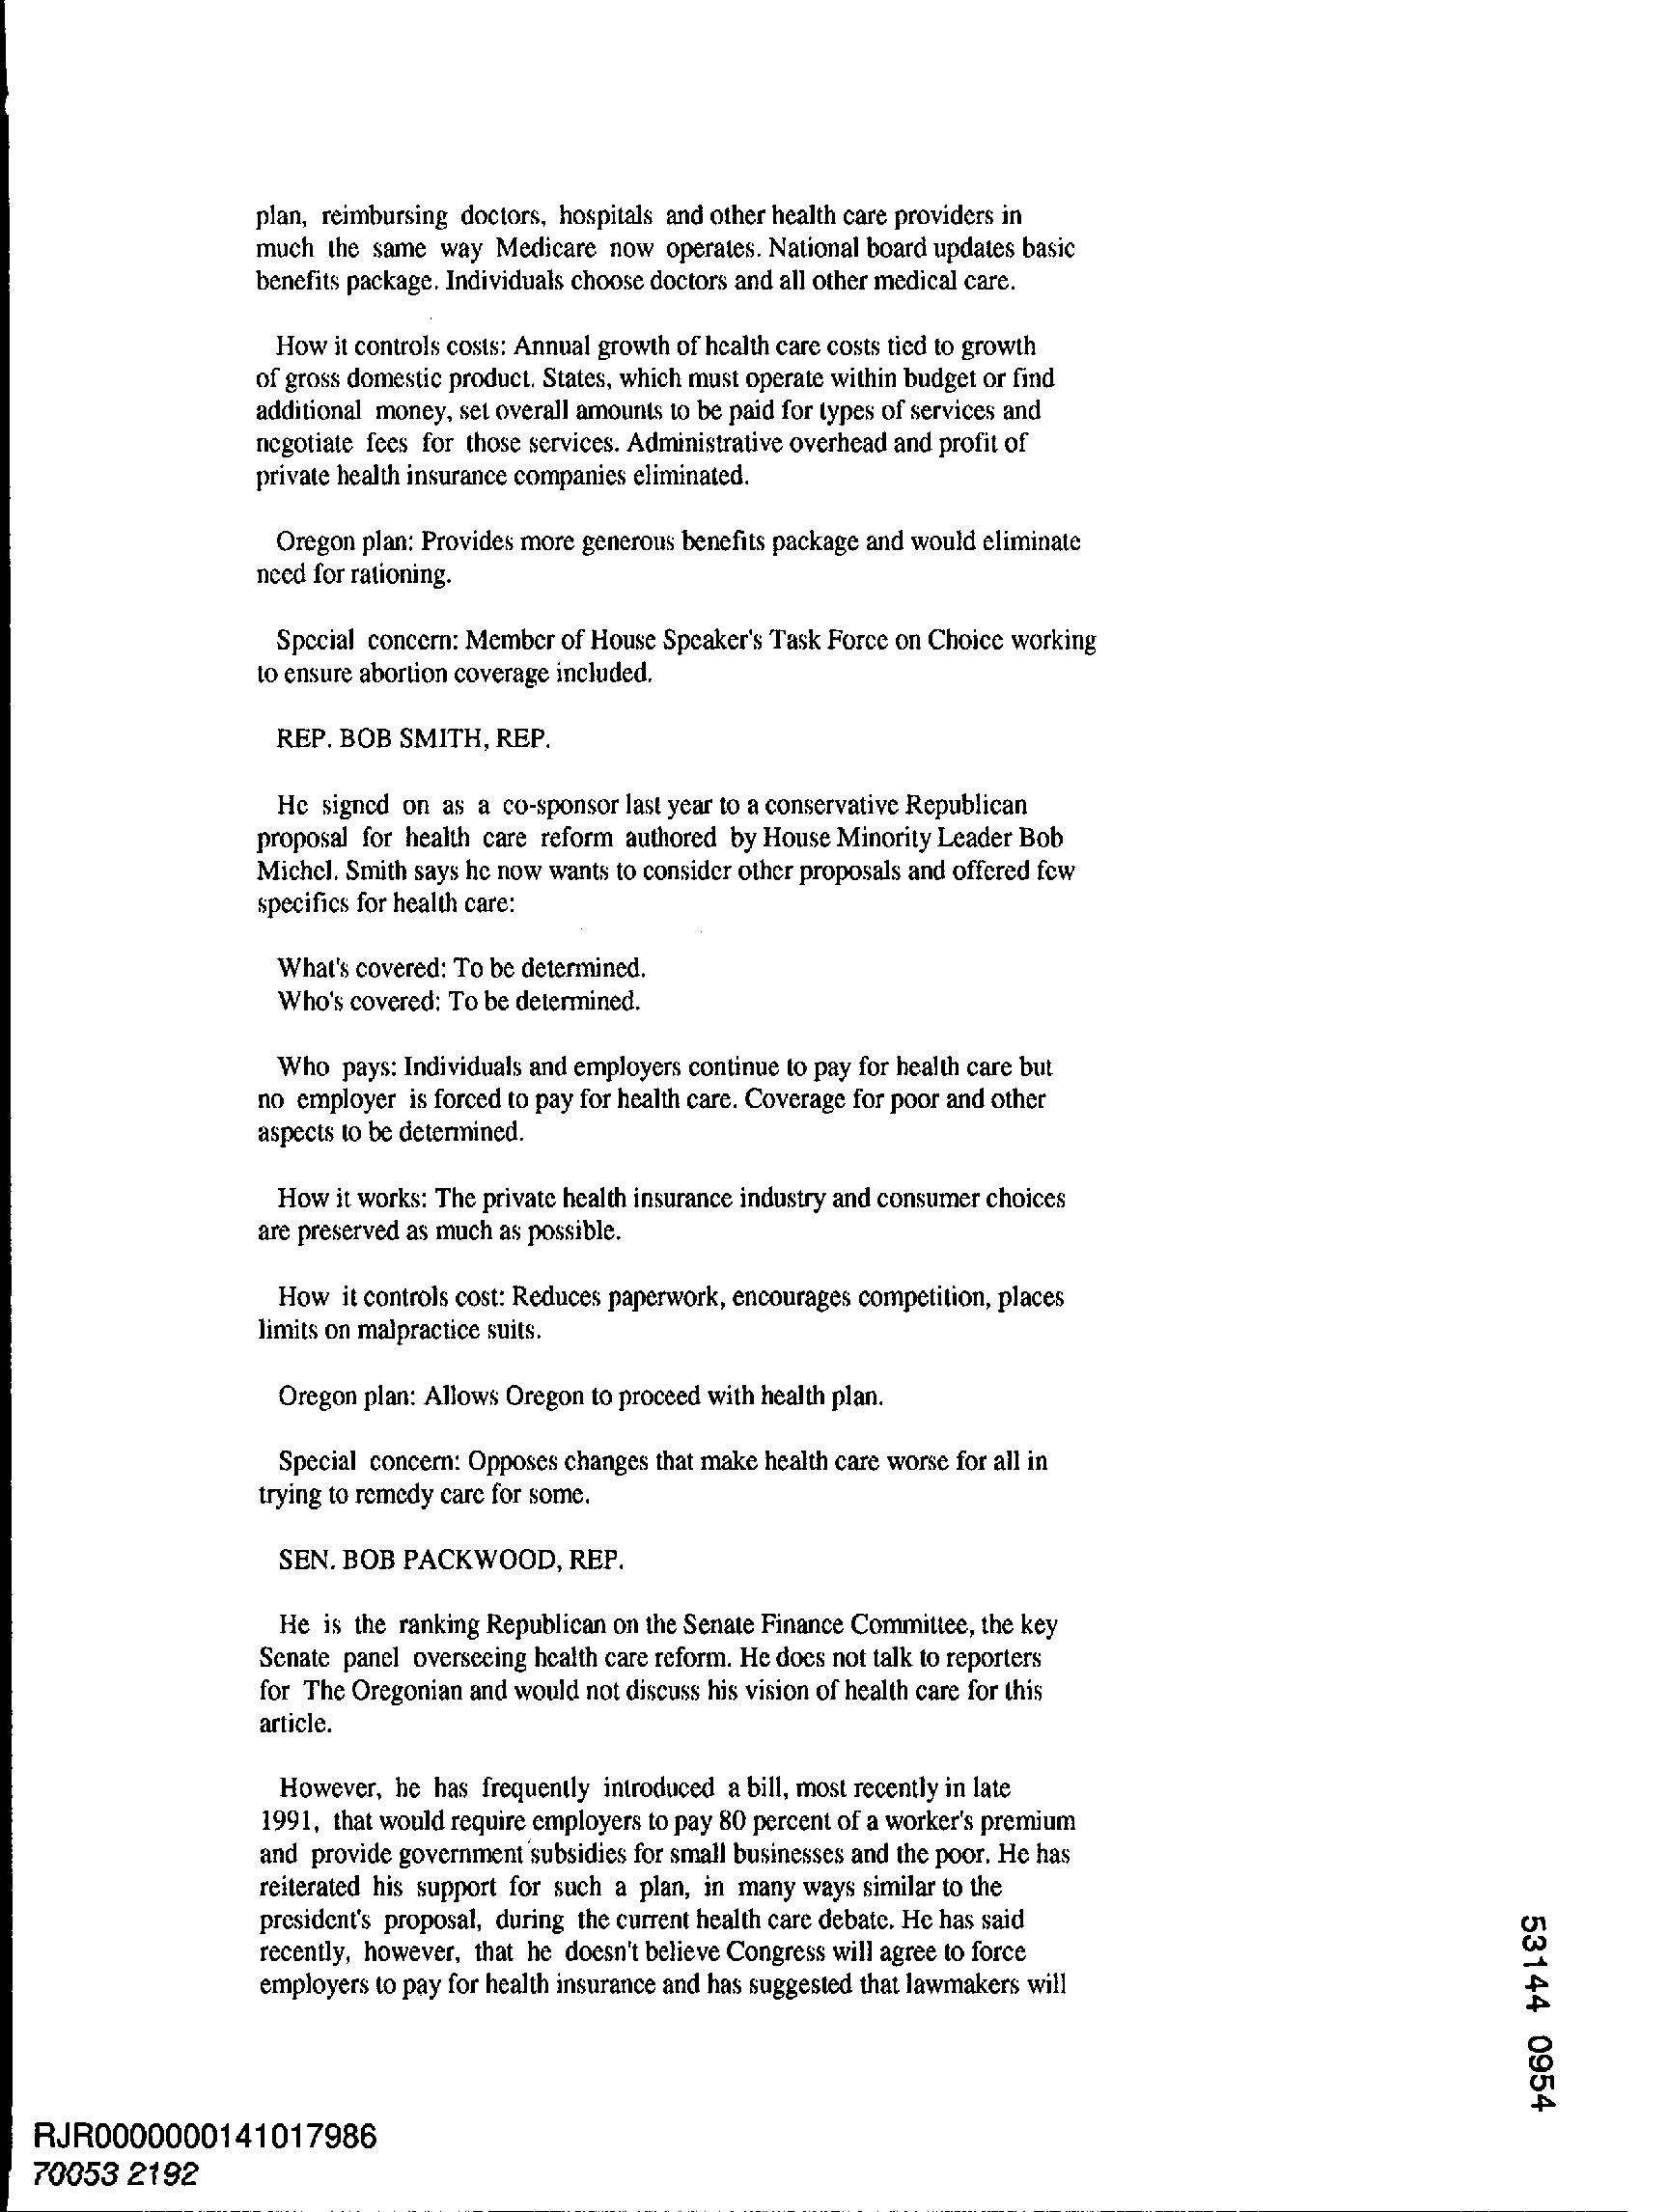 plan, reimbursing doctors, hospitals and other health care providers in
much the same way Medicare now operates. National board updates basic
benefits package. Individuals choose doctors and all other medical care.
How it controls costs: Annual growth of health care costs tied to growth
of gross domestic product. States, which must operate within budget or find
additional money, set overall amounts to be paid for types of services and
negotiate fees for those services. Administrative overhead and profit of
private health insurance companies eliminated.
Oregon plan: Provides more generous benefits package and would eliminate
need for rationing.
Special concern: Member of House Speaker's Task Force on Choice working
to ensure abortion coverage included.
REP. BOB SMITH, REP.
He signed on as a co-sponsor last year to a conservative Republican
proposal for health care reform authored by House Minority Leader Bob
Michel. Smith says he now wants to consider other proposals and offered few
specifics for health care:
What's covered: To be determined.
Who's covered: To be determined.
Who pays: Individuals and employers continue to pay for health care but
no employer is forced to pay for health care. Coverage for poor and other
aspects to be determined.
How it works: The private health insurance industry and consumer choices
are preserved as much as possible.
How it controls cost: Reduces paperwork, encourages competition, places
limits on malpractice suits.
Oregon plan: Allows Oregon to proceed with health plan.
Special concern: Opposes changes that make health care worse for all in
trying to remedy care for some.
SEN. BOB PACKWOOD, REP.
He is the ranking Republican on the Senate Finance Committee, the key
Senate panel overseeing health care reform. He does not talk to reporters
for The Oregonian and would not discuss his vision of health care for this
article.
However, he has frequently introduced a bill, most recently in late
1991, that would require employers to pay 80 percent of a worker's premium
and provide government subsidies for small businesses and the poor. He has
reiterated his support for such a plan, in many ways similar to the
president's proposal, during the current health care debate. He has said
recently, however, that he doesn't believe Congress will agree to force
employers to pay for health insurance and has suggested that lawmakers will
53144 0954
RJR0000000141017986
70053 2192